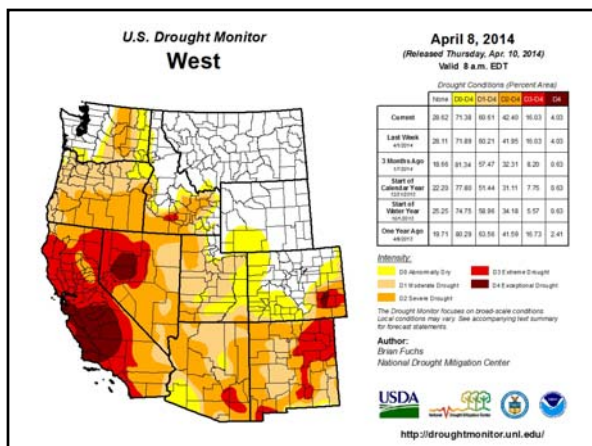 U.S. Drought Monitor
West
April 8, 2014
(Released Thursday, Apr. 10, 2014)
Valid 8 a.m. EDT
Drought Conditions (Percent Area)
None D0-D4 D1-D4 D2-D4 D3-D4 D4
Current 28.62 71.38 60.61 42.40 16.03 4.03
Last Week 28.11 71.89 60.21 41.95 16.03 4.03
4/1/2014
3 Months Ago 18.66 81.34 57.47 32.31 8.20 0.63
Start of
Calendar Year 22.20 77.80 51.44 31.11 7.75 0.63
Start of
Water Year 25.25 74.75 58.96 34.18 5.57 0.63
One Year Ago 19.71 80.29 63.56 41.59 16.73 2.41
Intensity:
D0 Abnormally Dry
D1 Moderate Drought
D2 Severe Drought
D3 Extreme Drought
D4 Exceptional Drought
The Drought Monitor focuses on broad-scale conditions.
Local conditions may vary. See accompanying text summary
for forecast statements.
Author:
Brian Fuchs
National Drought Mitigation Center
USDA
National Drought Mitigation Center
http://droughtmonitor.unl.edu/